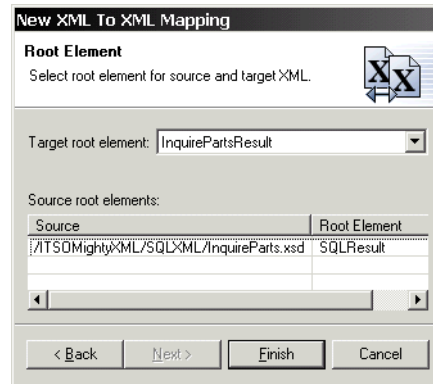 New XML To XML Mapping
Root Element
Select root element for source and target XML.
X X
Target root element: InquirePartsResult
Source root elements:
Source Root Element
/ITSOMightyXML/SQLXML/InquireParts.xsd SQLResult
< Back Next > Finish Cancel